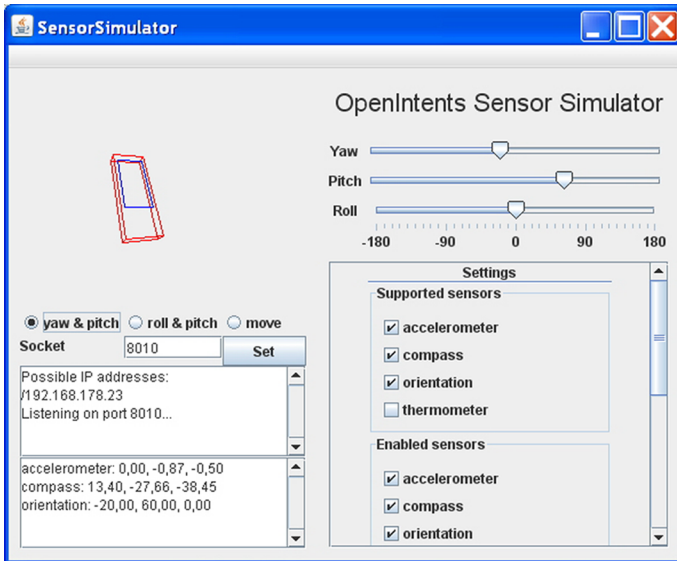 SensorSimulator
OpenIntents Sensor Simulator
Yaw
Pitch
Roll
-180 -90 0 90 180
yaw & pitch roll & pitch move
Socket 8010 Set
Possible IP addresses:
/192.168.178.23
Listening on port 8010...
accelerometer: 0,00, -0,87, -0,50
compass: 13,40, -27,66, -38,45
orientation: -20,00, 60,00, 0,00
Settings
Supported sensors
accelerometer
compass
orientation
thermometer
Enabled sensors
accelerometer
compass
orientation